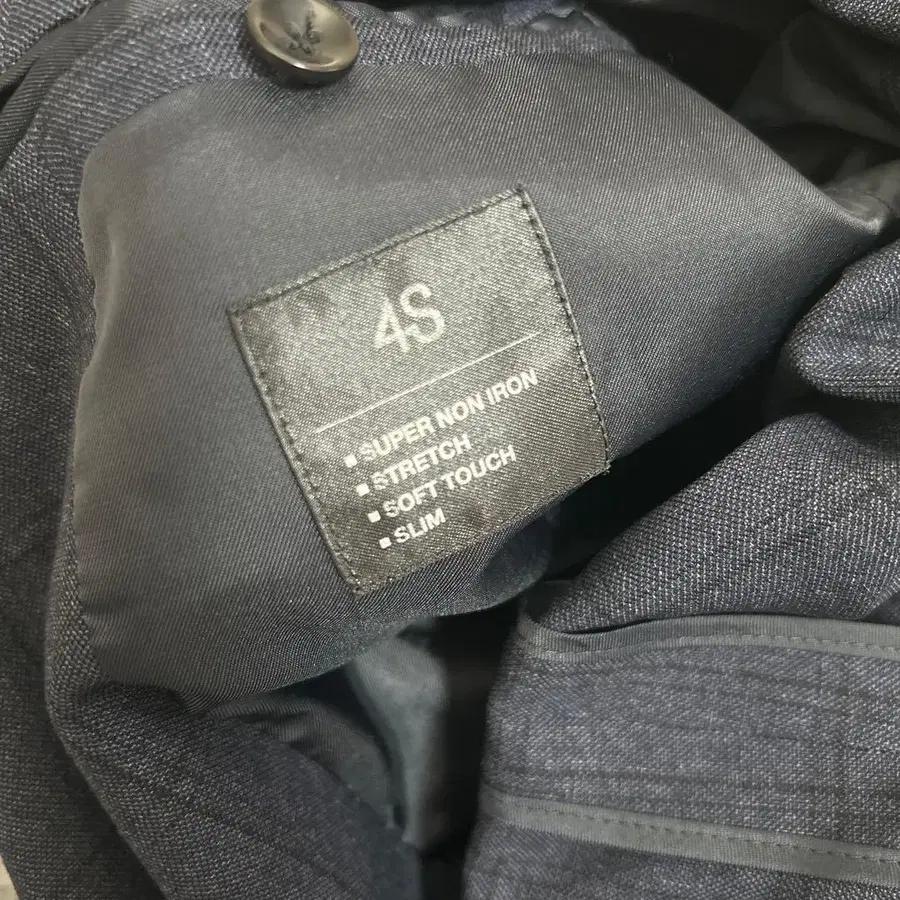 4S
▪ SUPER NON IRON
▪ STRETCH
▪ SOFT TOUCH
▪ SLIM